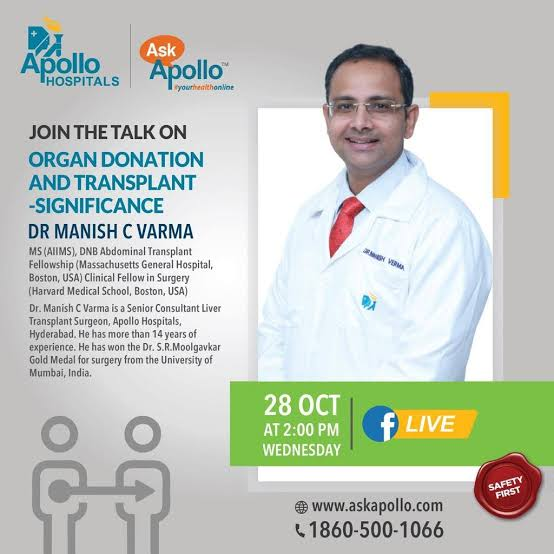 Apollo
HOSPITALS
Ask
Apollo™
#yourhealthonline
JOIN THE TALK ON
ORGAN DONATION
AND TRANSPLANT
-SIGNIFICANCE
DR MANISH C VARMA
MS (AIIMS), DNB Abdominal Transplant
Fellowship (Massachusetts General Hospital,
Boston, USA) Clinical Fellow in Surgery
(Harvard Medical School, Boston, USA)
Dr. Manish C Varma is a Senior Consultant Liver
Transplant Surgeon, Apollo Hospitals,
Hyderabad. He has more than 14 years of
experience. He has won the Dr. S.R.Moolgavkar
Gold Medal for surgery from the University of
Mumbai, India.
DR. MANISH VERMA
28 OCT
AT 2:00 PM
WEDNESDAY
f LIVE
SAFETY
FIRST
www.askapollo.com
1860-500-1066